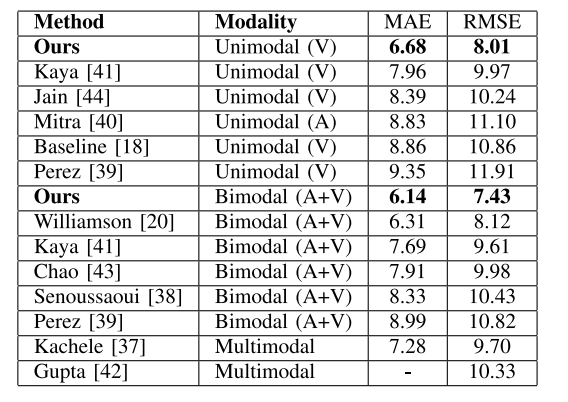 Method Modality MAE RMSE
Ours Unimodal (V) 6.68 8.01
Kaya [41] Unimodal (V) 7.96 9.97
Jain [44] Unimodal (V) 8.39 10.24
Mitra [40] Unimodal (A) 8.83 11.10
Baseline [18] Unimodal (V) 8.86 10.86
Perez [39] Unimodal (V) 9.35 11.91
Ours Bimodal (A+V) 6.14 7.43
Williamson [20] Bimodal (A+V) 6.31 8.12
Kaya [41] Bimodal (A+V) 7.69 9.61
Chao [43] Bimodal (A+V) 7.91 9.98
Senoussaoui [38] Bimodal (A+V) 8.33 10.43
Perez [39] Bimodal (A+V) 8.99 10.82
Kachele [37] Multimodal 7.28 9.70
Gupta [42] Multimodal - 10.33